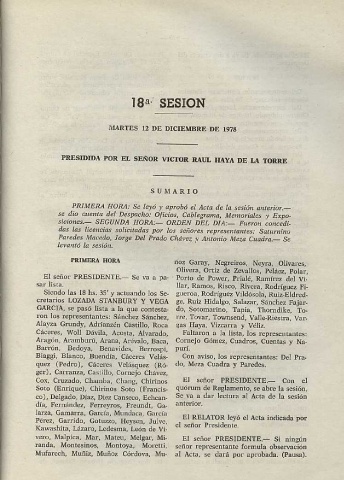 18ª SESION
MARTES 12 DE DICIEMBRE DE 1978
PRESIDIDA POR EL SEÑOR VICTOR RAUL HAYA DE LA TORRE
SUMARIO
PRIMERA HORA: Se leyó y aprobó el Acta de la sesión anterior.—
se dio cuenta del Despacho: Oficios, Cablegrama, Memoriales y Expo-
siciones.— SEGUNDA HORA.— ORDEN DEL DIA:— Fueron concedi-
das las licencias solicitadas por los señores representantes: Saturnino
Paredes Macedo, Jorge Del Prado Chávez y Antonio Meza Cuadra.— Se
levantó la sesión.
PRIMERA HORA
El señor PRESIDENTE.— Se va a pa-
sar lista.
Siendo las 18 hs. 35' y actuando los Se-
cretarios LOZADA STANBURY Y VEGA
GARCIA, se pasó lista a la que contesta-
ron los representantes: Sánchez Sánchez,
Alayza Grundy, Adrianzén Castillo, Roca
Cáceres, Woll Dávila, Acosta, Alvarado,
Aragón, Aramburú, Arana, Arévalo, Baca,
Barrón, Bedoya, Benavides, Berrospi,
Biaggi, Blanco, Buendía, Cáceres Velás-
quez (Pedro), Cáceres Velásquez (Ró-
ger), Carranza, Castillo, Cornejo Chávez,
Cox, Cruzado, Chamba, Chang, Chirinos
Soto (Enrique), Chirinos Soto (Francis-
co), Delgado, Díaz, Diez Canseco, Echean-
día, Fernández, Ferreyros, Freundt, Ga-
larza, Gamarra, García Mundaca, García
Pérez, Garrido, Gotuzzo, Heysen, Julve,
Kawashita, Lázaro, Ledesma, León de Vi-
vero, Malpica, Mar, Mateu, Melgar, Mi-
randa, Montesinos, Montoya, Moretti,
Mufarech, Muñiz, Muñoz Córdova, Mu-
ñoz Garay, Negreiros, Neyra, Olivares,
Olivera, Ortiz de Zevallos, Peláez, Polar,
Porto de Power, Prialé, Ramírez del Vi-
llar, Ramos, Risco, Rivera, Rodríguez Fi-
gueroa, Rodríguez Vildósola, Ruiz-Eldred-
ge, Ruiz Hidalgo, Salazar, Sánchez Fajar-
do, Sotomarino, Tapia, Thorndike, To-
rre, Tovar, Townsend, Valle-Riestra, Var-
gas Haya, Vizcarra y Véliz.
Faltaron a la lista, los representantes:
Cornejo Gómez, Cuadros, Cuentas y Na-
purí.
Con aviso, los representantes: Del Pra-
do, Meza Cuadra y Paredes.
El señor PRESIDENTE.— Con el
quorum de Reglamento, se abre la sesión.
Se va a dar lectura al Acta de la sesión
anterior.
El RELATOR leyó el Acta indicada por
el señor Presidente.
El señor PRESIDENTE.— Si ningún
señor representante formula observación
al Acta, se dará por aprobada. (Pausa).